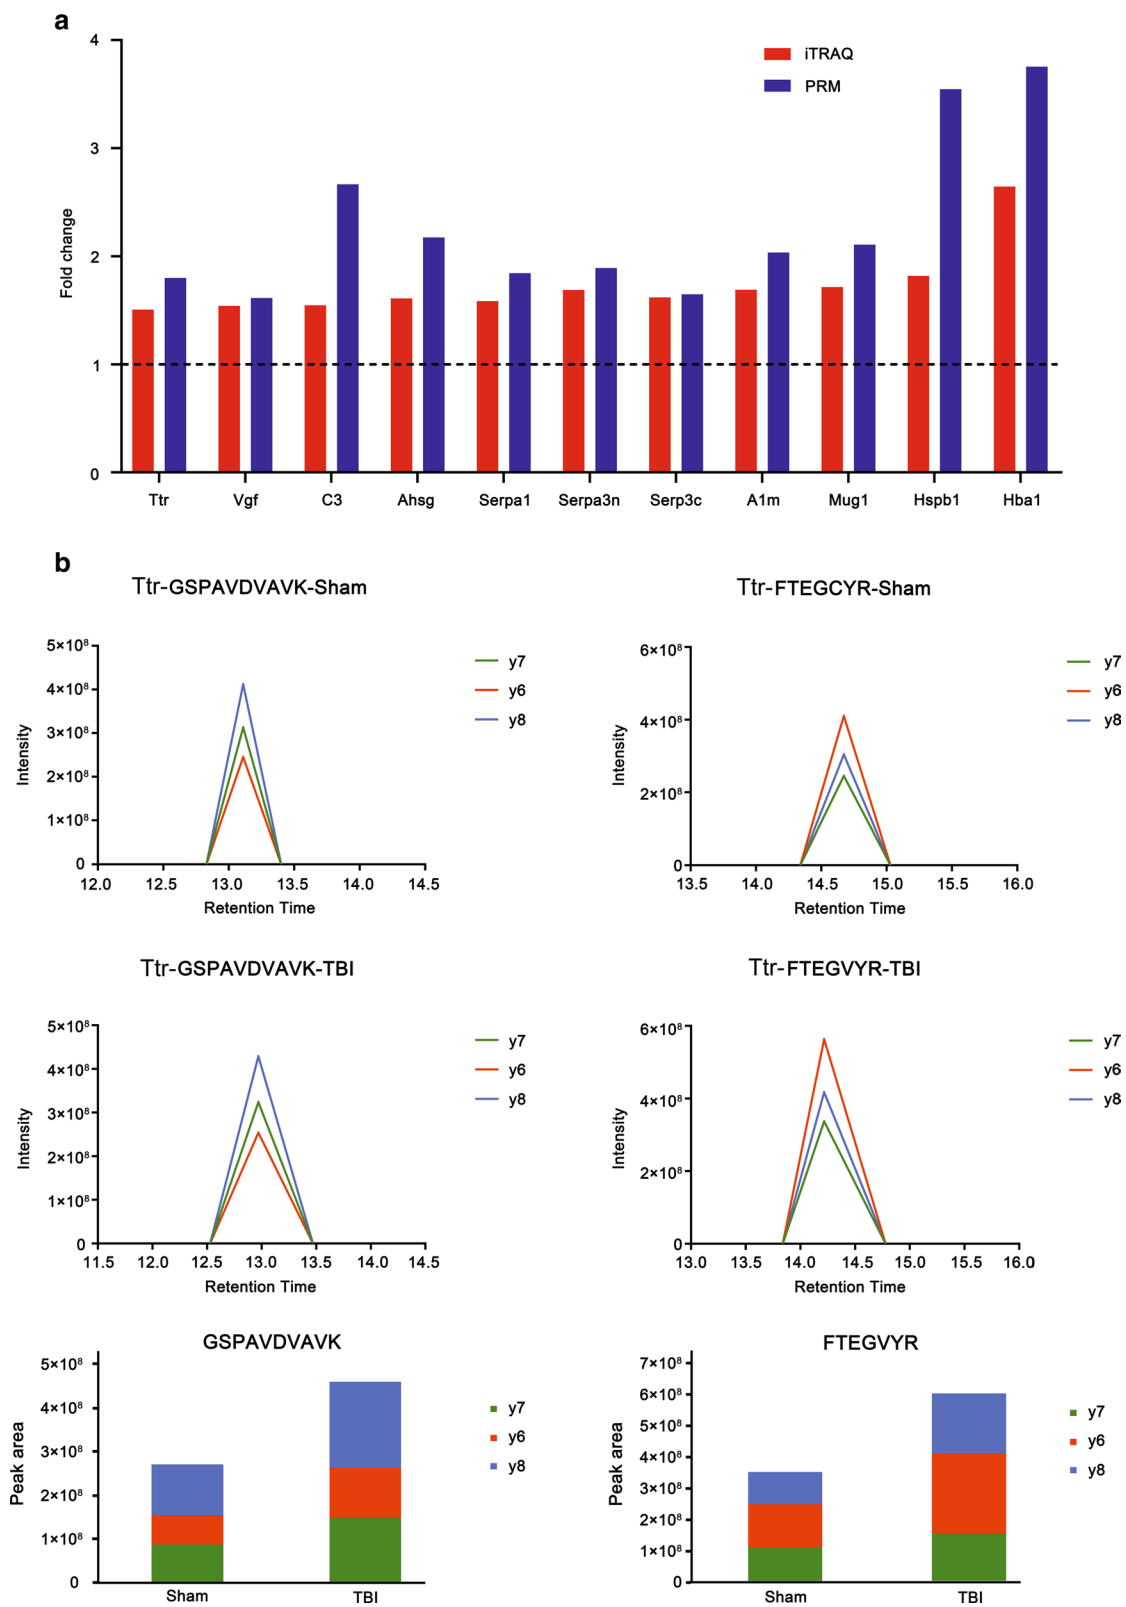 a
4
3
2
1
0
Fold change
iTRAQ
PRM
Ttr Vgf C3 Ahsg Serpa1 Serpa3n Serp3c A1m Mug1 Hspb1 Hba1
b
Ttr-GSPAVDVAVK-Sham
5×10⁸
4×10⁸
3×10⁸
2×10⁸
1×10⁸
0
Intensity
12.0 12.5 13.0 13.5 14.0 14.5
Retention Time
y7
y6
y8
Ttr-FTEGCYR-Sham
6×10⁸
4×10⁸
2×10⁸
0
Intensity
13.5 14.0 14.5 15.0 15.5 16.0
Retention Time
y7
y6
y8
Ttr-GSPAVDVAVK-TBI
5×10⁸
4×10⁸
3×10⁸
2×10⁸
1×10⁸
0
Intensity
11.5 12.0 12.5 13.0 13.5 14.0 14.5
Retention Time
y7
y6
y8
Ttr-FTEGVYR-TBI
6×10⁸
4×10⁸
2×10⁸
0
Intensity
13.0 13.5 14.0 14.5 15.0 15.5 16.0
Retention Time
y7
y6
y8
GSPAVDVAVK
5×10⁸
4×10⁸
3×10⁸
2×10⁸
1×10⁸
0
Peak area
Sham TBI
y7
y6
y8
FTEGVYR
7×10⁸
6×10⁸
5×10⁸
4×10⁸
3×10⁸
2×10⁸
1×10⁸
0
Peak area
Sham TBI
y7
y6
y8